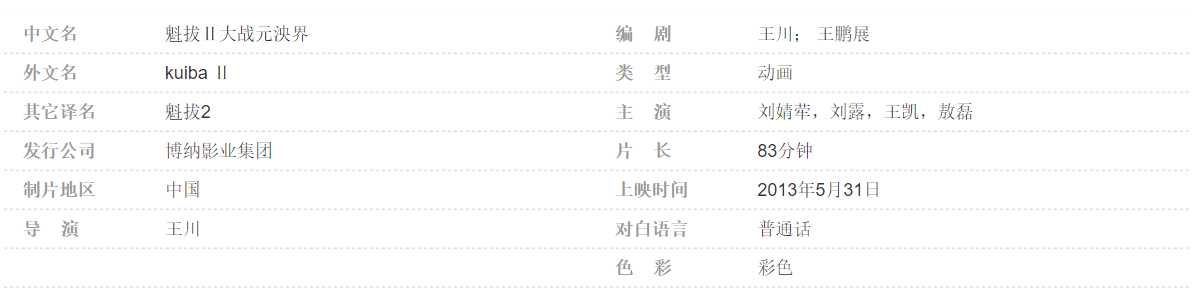 中文名 魁拔Ⅱ大战元泱界 编 剧 王川； 王鹏展
外文名 kuiba Ⅱ 类 型 动画
其它译名 魁拔2 主 演 刘婧荦，刘露，王凯，敖磊
发行公司 博纳影业集团 片 长 83分钟
制片地区 中国 上映时间 2013年5月31日
导 演 王川 对白语言 普通话
色 彩 彩色